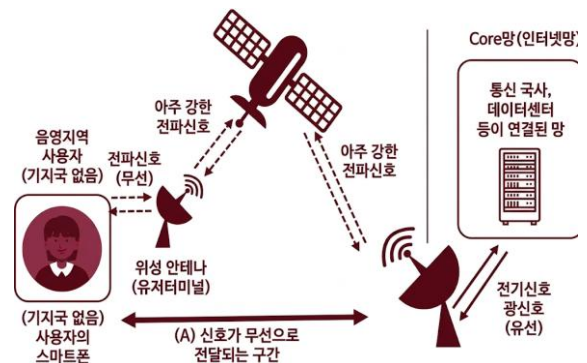 Core망(인터넷망)
통신 국사,
데이터센터
등이 연결된 망
아주 강한
전파신호
아주 강한
전파신호
음영지역
사용자
(기지국 없음)
전파신호
(무선)
위성 안테나
(유저터미널)
전기신호
광신호
(유선)
(기지국 없음)
사용자의
스마트폰
(A) 신호가 무선으로
전달되는 구간